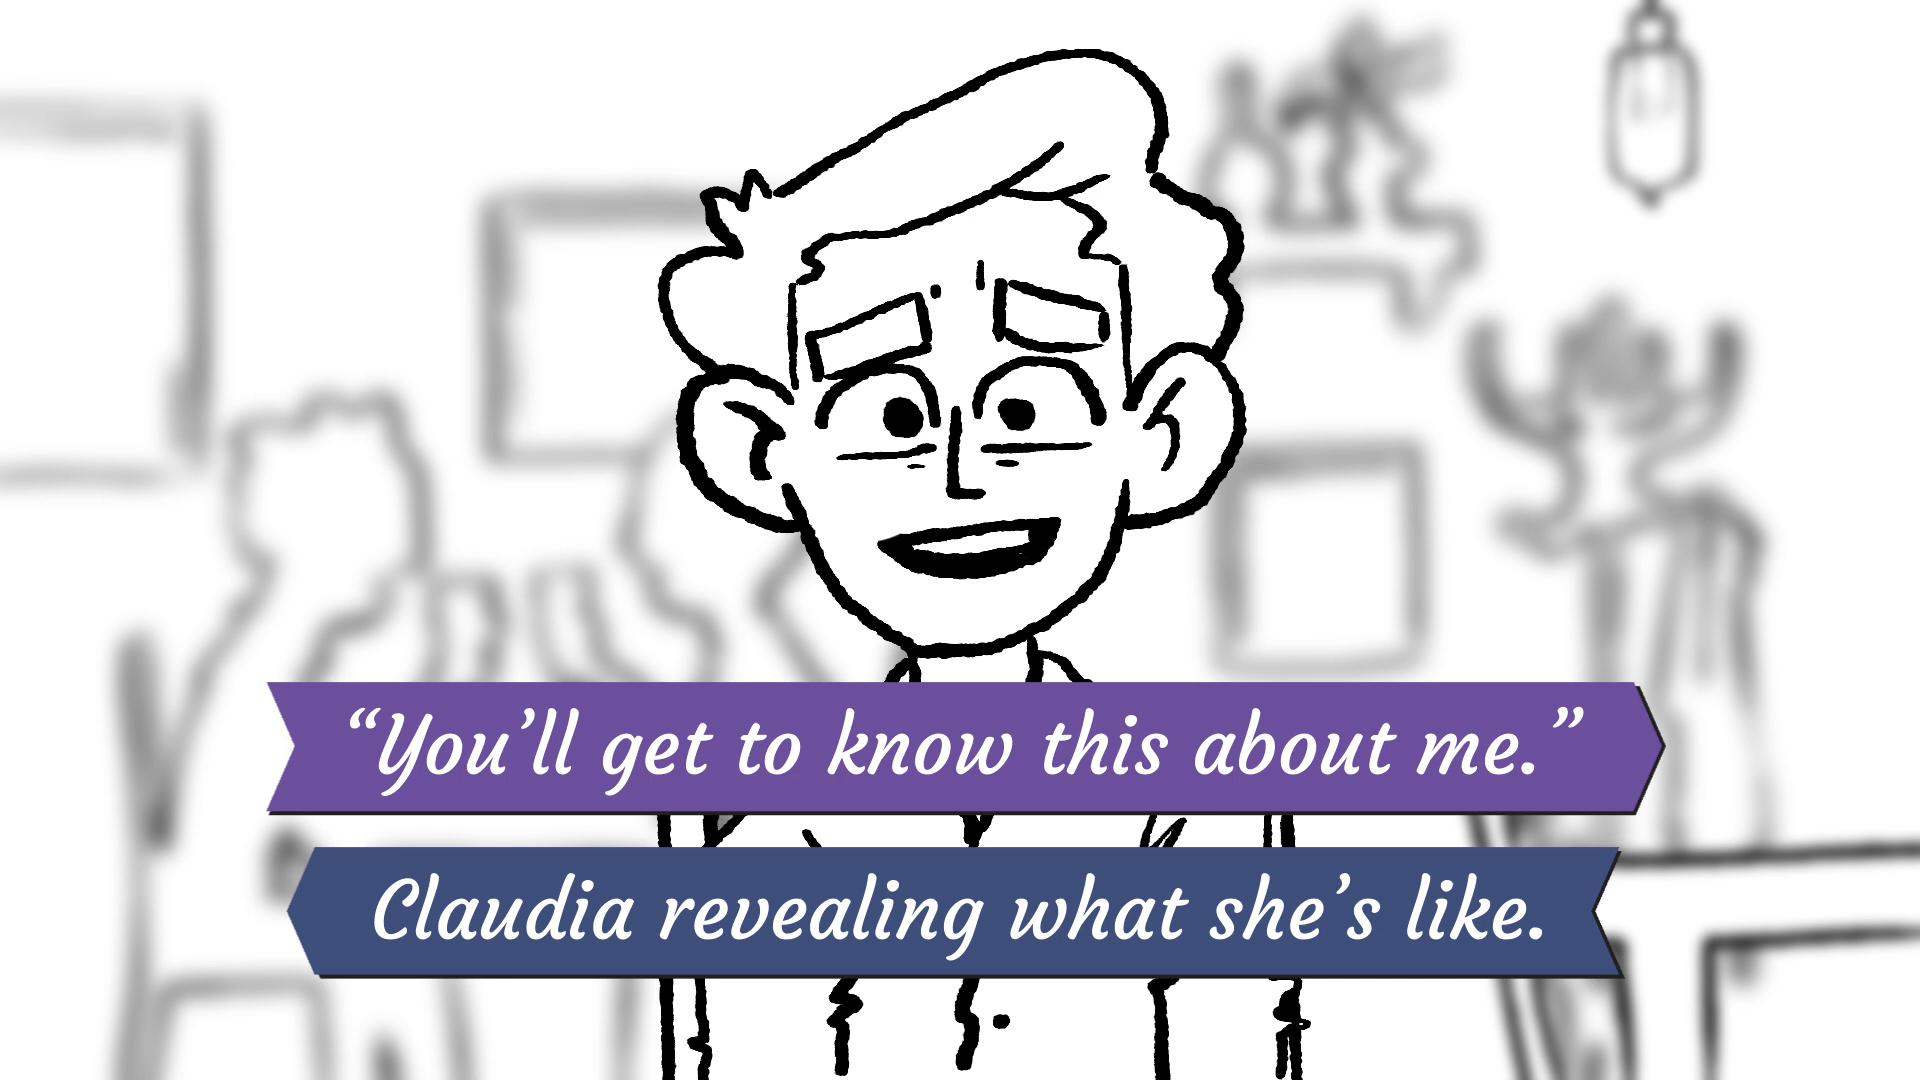 “You’ll get to know this about me.”
Claudia revealing what she’s like.